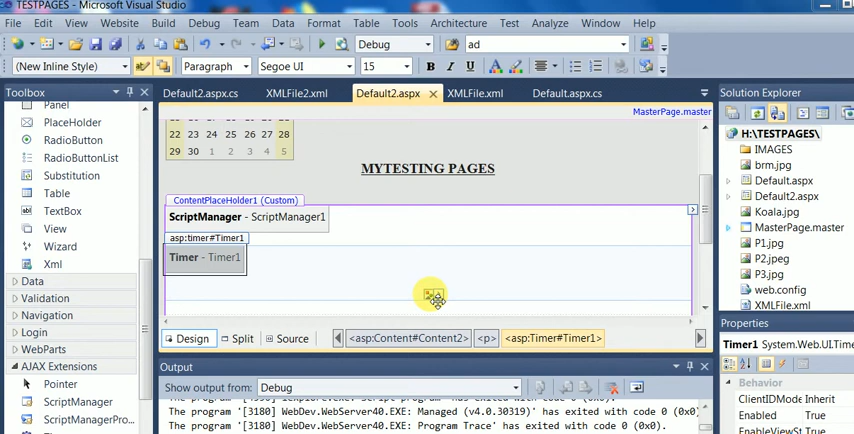 TESTPAGES - Microsoft Visual Studio
File Edit View Website Build Debug Team Data Format Table Tools Architecture Test Analyze Window Help
Debug ad
(New Inline Style) Paragraph Segoe UI 15 B I U A
Toolbox
Panel
PlaceHolder
RadioButton
RadioButtonList
Substitution
Table
TextBox
View
Wizard
Xml
Data
Validation
Navigation
Login
WebParts
AJAX Extensions
Pointer
ScriptManager
ScriptManagerPro...
Default2.aspx.cs XMLFile2.xml Default2.aspx XMLFile.xml Default.aspx.cs
MasterPage.master
22 23 24 25 26 27 28
29 30 1 2 3 4 5
MYTESTING PAGES
ContentPlaceHolder1 (Custom)
ScriptManager - ScriptManager1
asp:timer#Timer1
Timer - Timer1
Design Split Source <asp:Content#Content2> <p> <asp:Timer#Timer1>
Output
Show output from: Debug
The program '[3180] WebDev.WebServer40.EXE: Managed (v4.0.30319)' has exited with code 0 (0x0)
The program '[3180] WebDev.WebServer40.EXE: Program Trace' has exited with code 0 (0x0).
Solution Explorer
H:\TESTPAGES\
IMAGES
brm.jpg
Default.aspx
Default2.aspx
Koala.jpg
MasterPage.master
P1.jpg
P2.jpeg
P3.jpg
web.config
XMLFile.xml
Properties
Timer1 System.Web.UI.Time
Behavior
ClientIDMode Inherit
Enabled True
EnableViewSt True